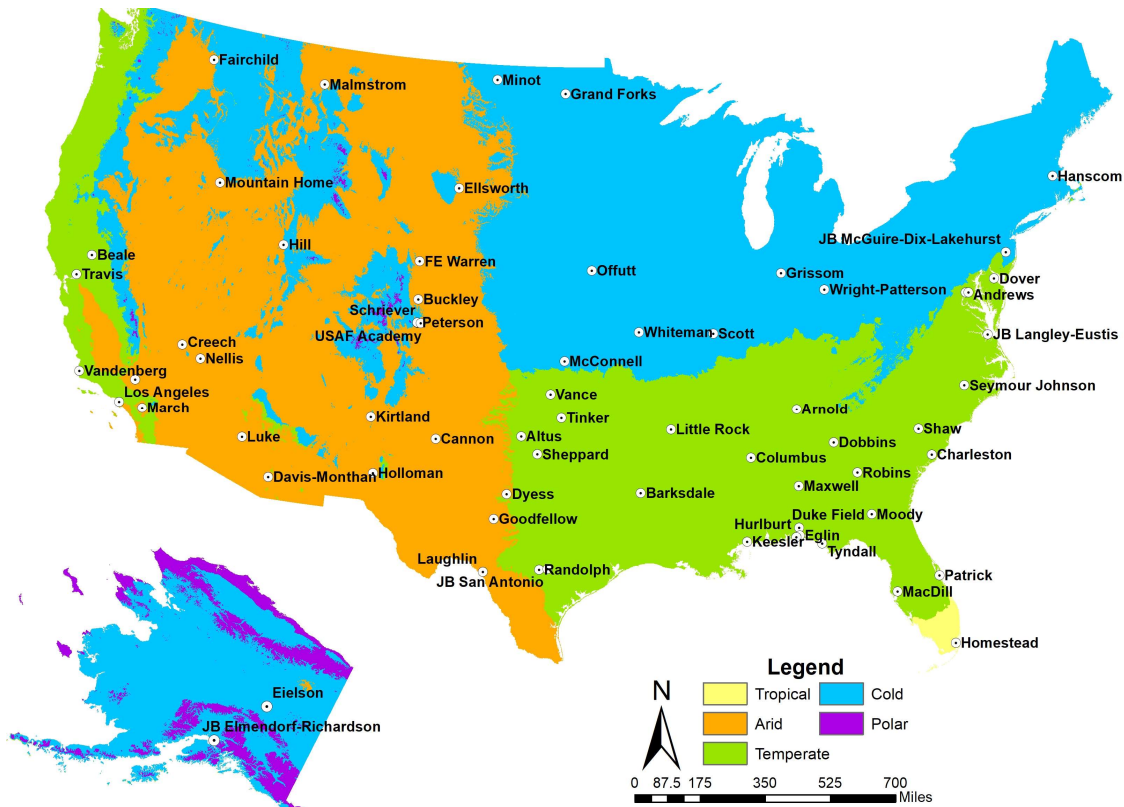 Fairchild
Malmstrom
Minot
Grand Forks
Hanscom
Mountain Home
Ellsworth
JB McGuire-Dix-Lakehurst
Hill
Beale
FE Warren
Offutt
Grissom
Travis
Dover
Wright-Patterson
Andrews
Buckley
Schriever
Peterson
USAF Academy
Whiteman
Scott
JB Langley-Eustis
Creech
Nellis
McConnell
Vandenberg
Seymour Johnson
Los Angeles
March
Vance
Arnold
Kirtland
Tinker
Luke
Cannon
Altus
Little Rock
Shaw
Dobbins
Sheppard
Columbus
Charleston
Davis-Monthan
Holloman
Robins
Maxwell
Dyess
Barksdale
Goodfellow
Duke Field
Moody
Hurlburt
Eglin
Keesler
Tyndall
Laughlin
Randolph
JB San Antonio
Patrick
MacDill
Homestead
Eielson
JB Elmendorf-Richardson
N
Legend
Tropical
Cold
Arid
Polar
Temperate
0 87.5 175 350 525 700
Miles